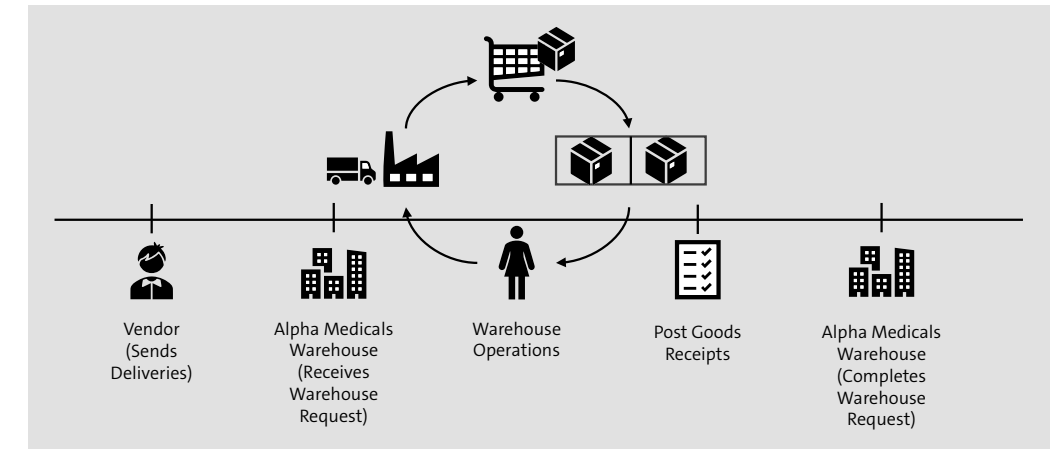 Vendor
(Sends
Deliveries)
Alpha Medicals
Warehouse
(Receives
Warehouse
Request)
Warehouse
Operations
Post Goods
Receipts
Alpha Medicals
Warehouse
(Completes
Warehouse
Request)